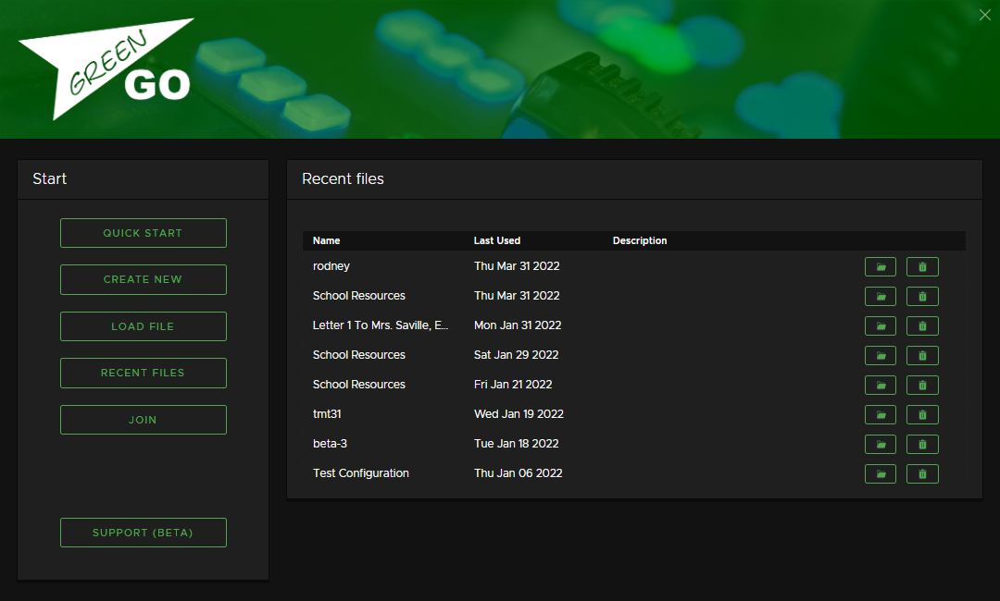 GREEN
GO
Start
QUICK START
CREATE NEW
LOAD FILE
RECENT FILES
JOIN
SUPPORT (BETA)
Recent files
Name Last Used Description
rodney Thu Mar 31 2022
School Resources Thu Mar 31 2022
Letter 1 To Mrs. Saville, E... Mon Jan 31 2022
School Resources Sat Jan 29 2022
School Resources Fri Jan 21 2022
tmt31 Wed Jan 19 2022
beta-3 Tue Jan 18 2022
Test Configuration Thu Jan 06 2022